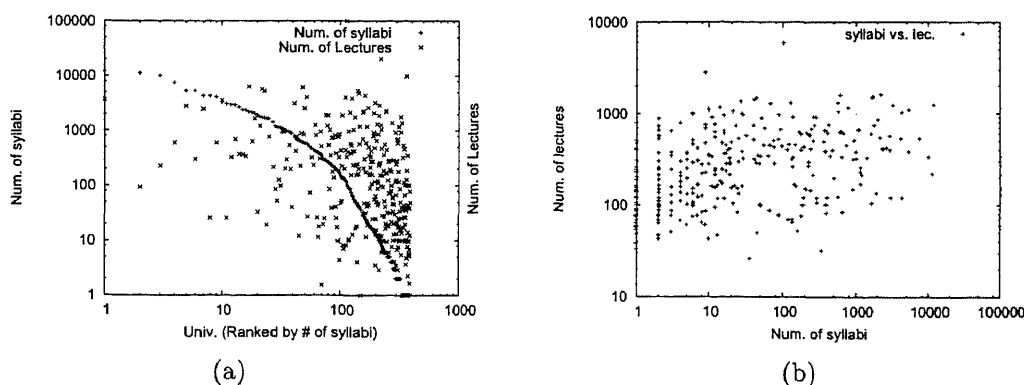 100000
10000
1000
100
10
1
Num. of syllabi
Num. of syllabi +
Num. of Lectures ×
Num. of Lectures
1 10 100 1000
Univ. (Ranked by # of syllabi)
(a)
10000
1000
100
10
Num. of lectures
syllabi vs. lec. +
1 10 100 1000 10000 100000
Num. of syllabi
(b)